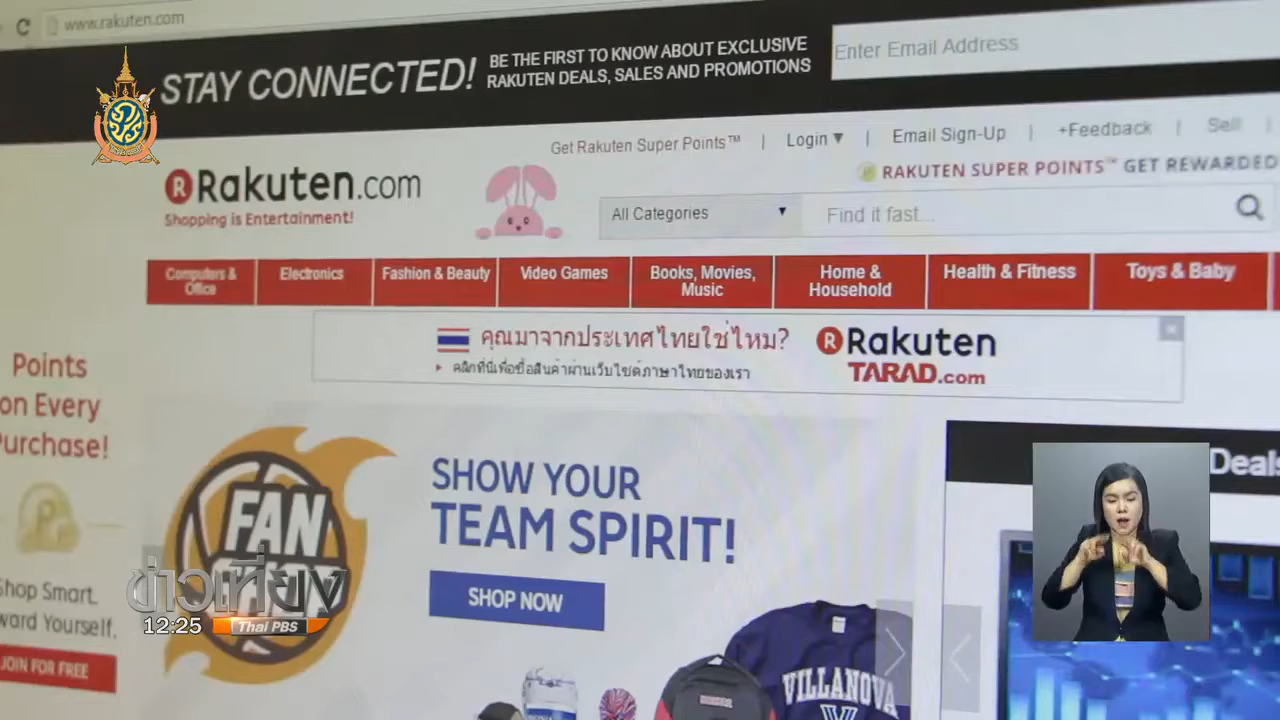 www.rakuten.com
STAY CONNECTED!
BE THE FIRST TO KNOW ABOUT EXCLUSIVE
RAKUTEN DEALS, SALES AND PROMOTIONS
Enter Email Address
Get Rakuten Super Points™ | Login ▼ | Email Sign-Up | +Feedback | Sell |
RAKUTEN SUPER POINTS™ GET REWARDED
R Rakuten.com
Shopping is Entertainment!
All Categories ▼
Find it fast...
Computers &
Office
Electronics
Fashion & Beauty
Video Games
Books, Movies,
Music
Home &
Household
Health & Fitness
Toys & Baby
คุณมาจากประเทศไทยใช่ไหม?
คลิกที่นี่เพื่อซื้อสินค้าผ่านเว็บไซต์ภาษาไทยของเรา
R Rakuten
TARAD.com
Points
on Every
Purchase!
Shop Smart.
ward Yourself.
JOIN FOR FREE
FAN
SHOW YOUR
TEAM SPIRIT!
SHOP NOW
VILLANOVA
V
Deals
ข่าวเที่ยง
12:25
Thai PBS